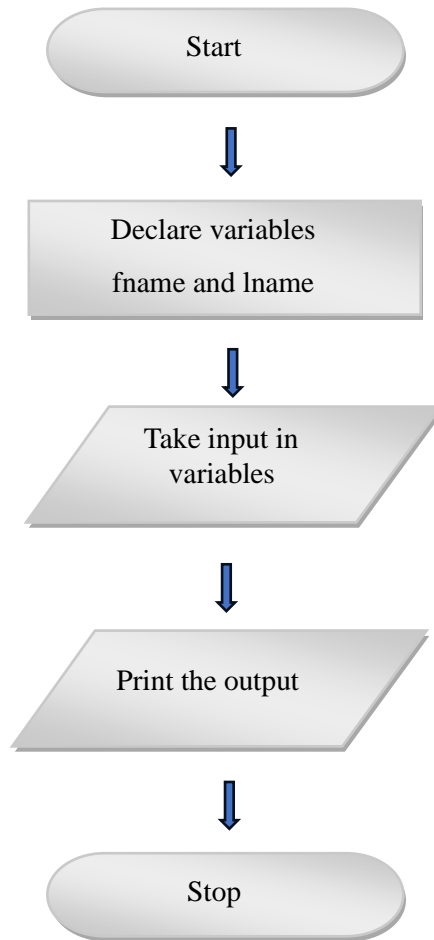 Start
Declare variables
fname and lname
Take input in
variables
Print the output
Stop